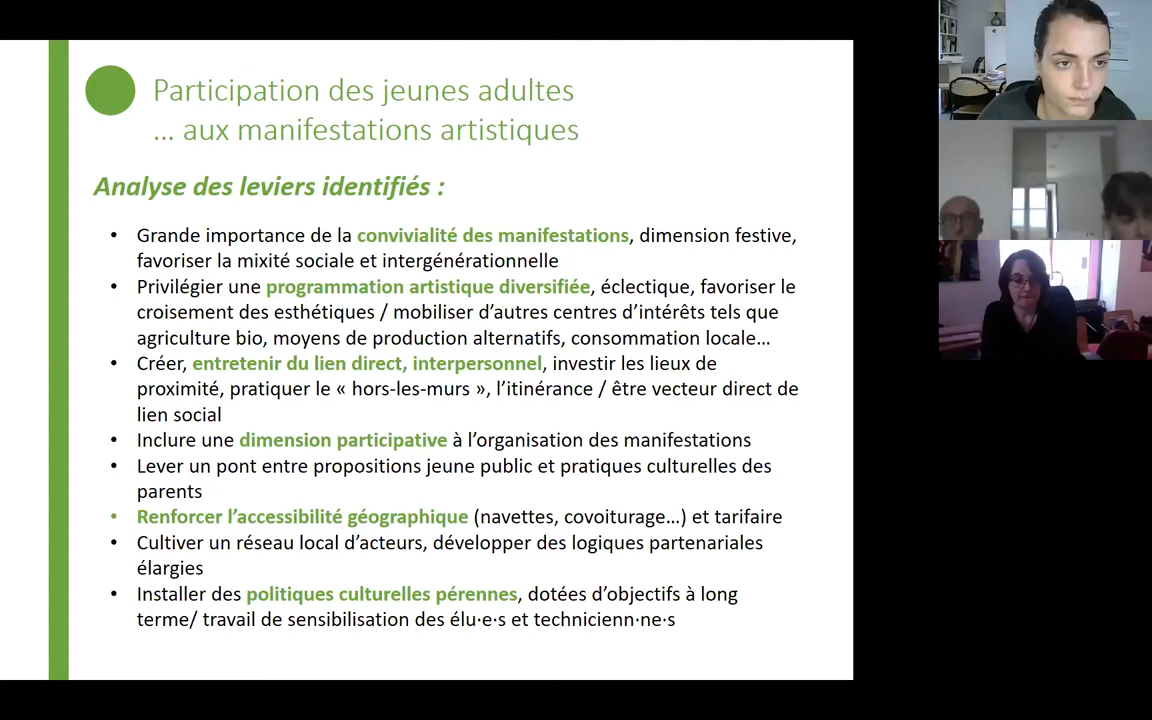 Participation des jeunes adultes
... aux manifestations artistiques
Analyse des leviers identifiés :
• Grande importance de la convivialité des manifestations, dimension festive,
favoriser la mixité sociale et intergénérationnelle
• Privilégier une programmation artistique diversifiée, éclectique, favoriser le
croisement des esthétiques / mobiliser d’autres centres d’intérêts tels que
agriculture bio, moyens de production alternatifs, consommation locale...
• Créer, entretenir du lien direct, interpersonnel, investir les lieux de
proximité, pratiquer le « hors-les-murs », l’itinérance / être vecteur direct de
lien social
• Inclure une dimension participative à l’organisation des manifestations
• Lever un pont entre propositions jeune public et pratiques culturelles des
parents
• Renforcer l’accessibilité géographique (navettes, covoiturage...) et tarifaire
• Cultiver un réseau local d’acteurs, développer des logiques partenariales
élargies
• Installer des politiques culturelles pérennes, dotées d’objectifs à long
terme/ travail de sensibilisation des élu·e·s et technicienn·ne·s